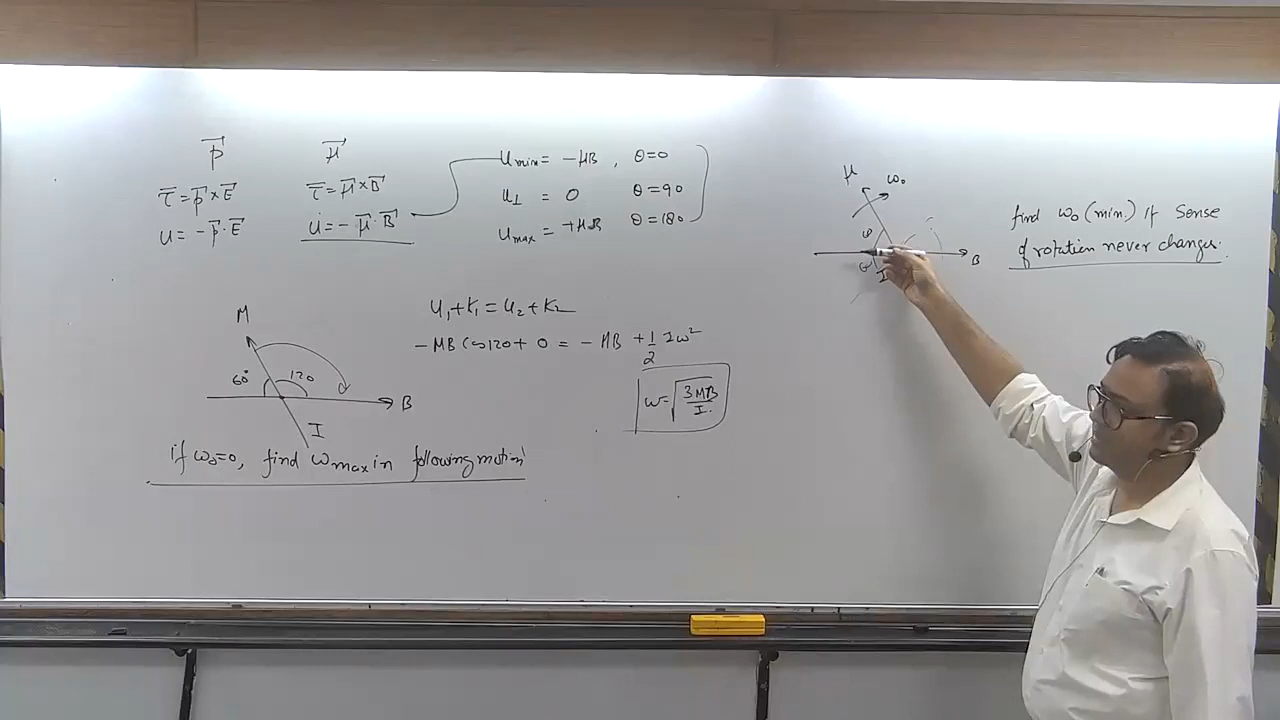 p⃗
μ⃗
τ̅ = p⃗ × E⃗
τ̅ = μ⃗ × B⃗
U = - p⃗ · E⃗
U = - μ⃗ · B⃗
Umin = - μB , θ=0
U⊥ = 0 θ=90
Umax = +μB θ=180
M
60° 120
B
I
if ω₀=0, find ωmax in following motion
U₁+K₁ = U₂+K₂
- MB Cos120 + 0 = - MB + 1/2 Iω²
ω = √(3MB/I)
μ
ω₀
B
I
find ω₀ (min.) if Sense
of rotation never changes.